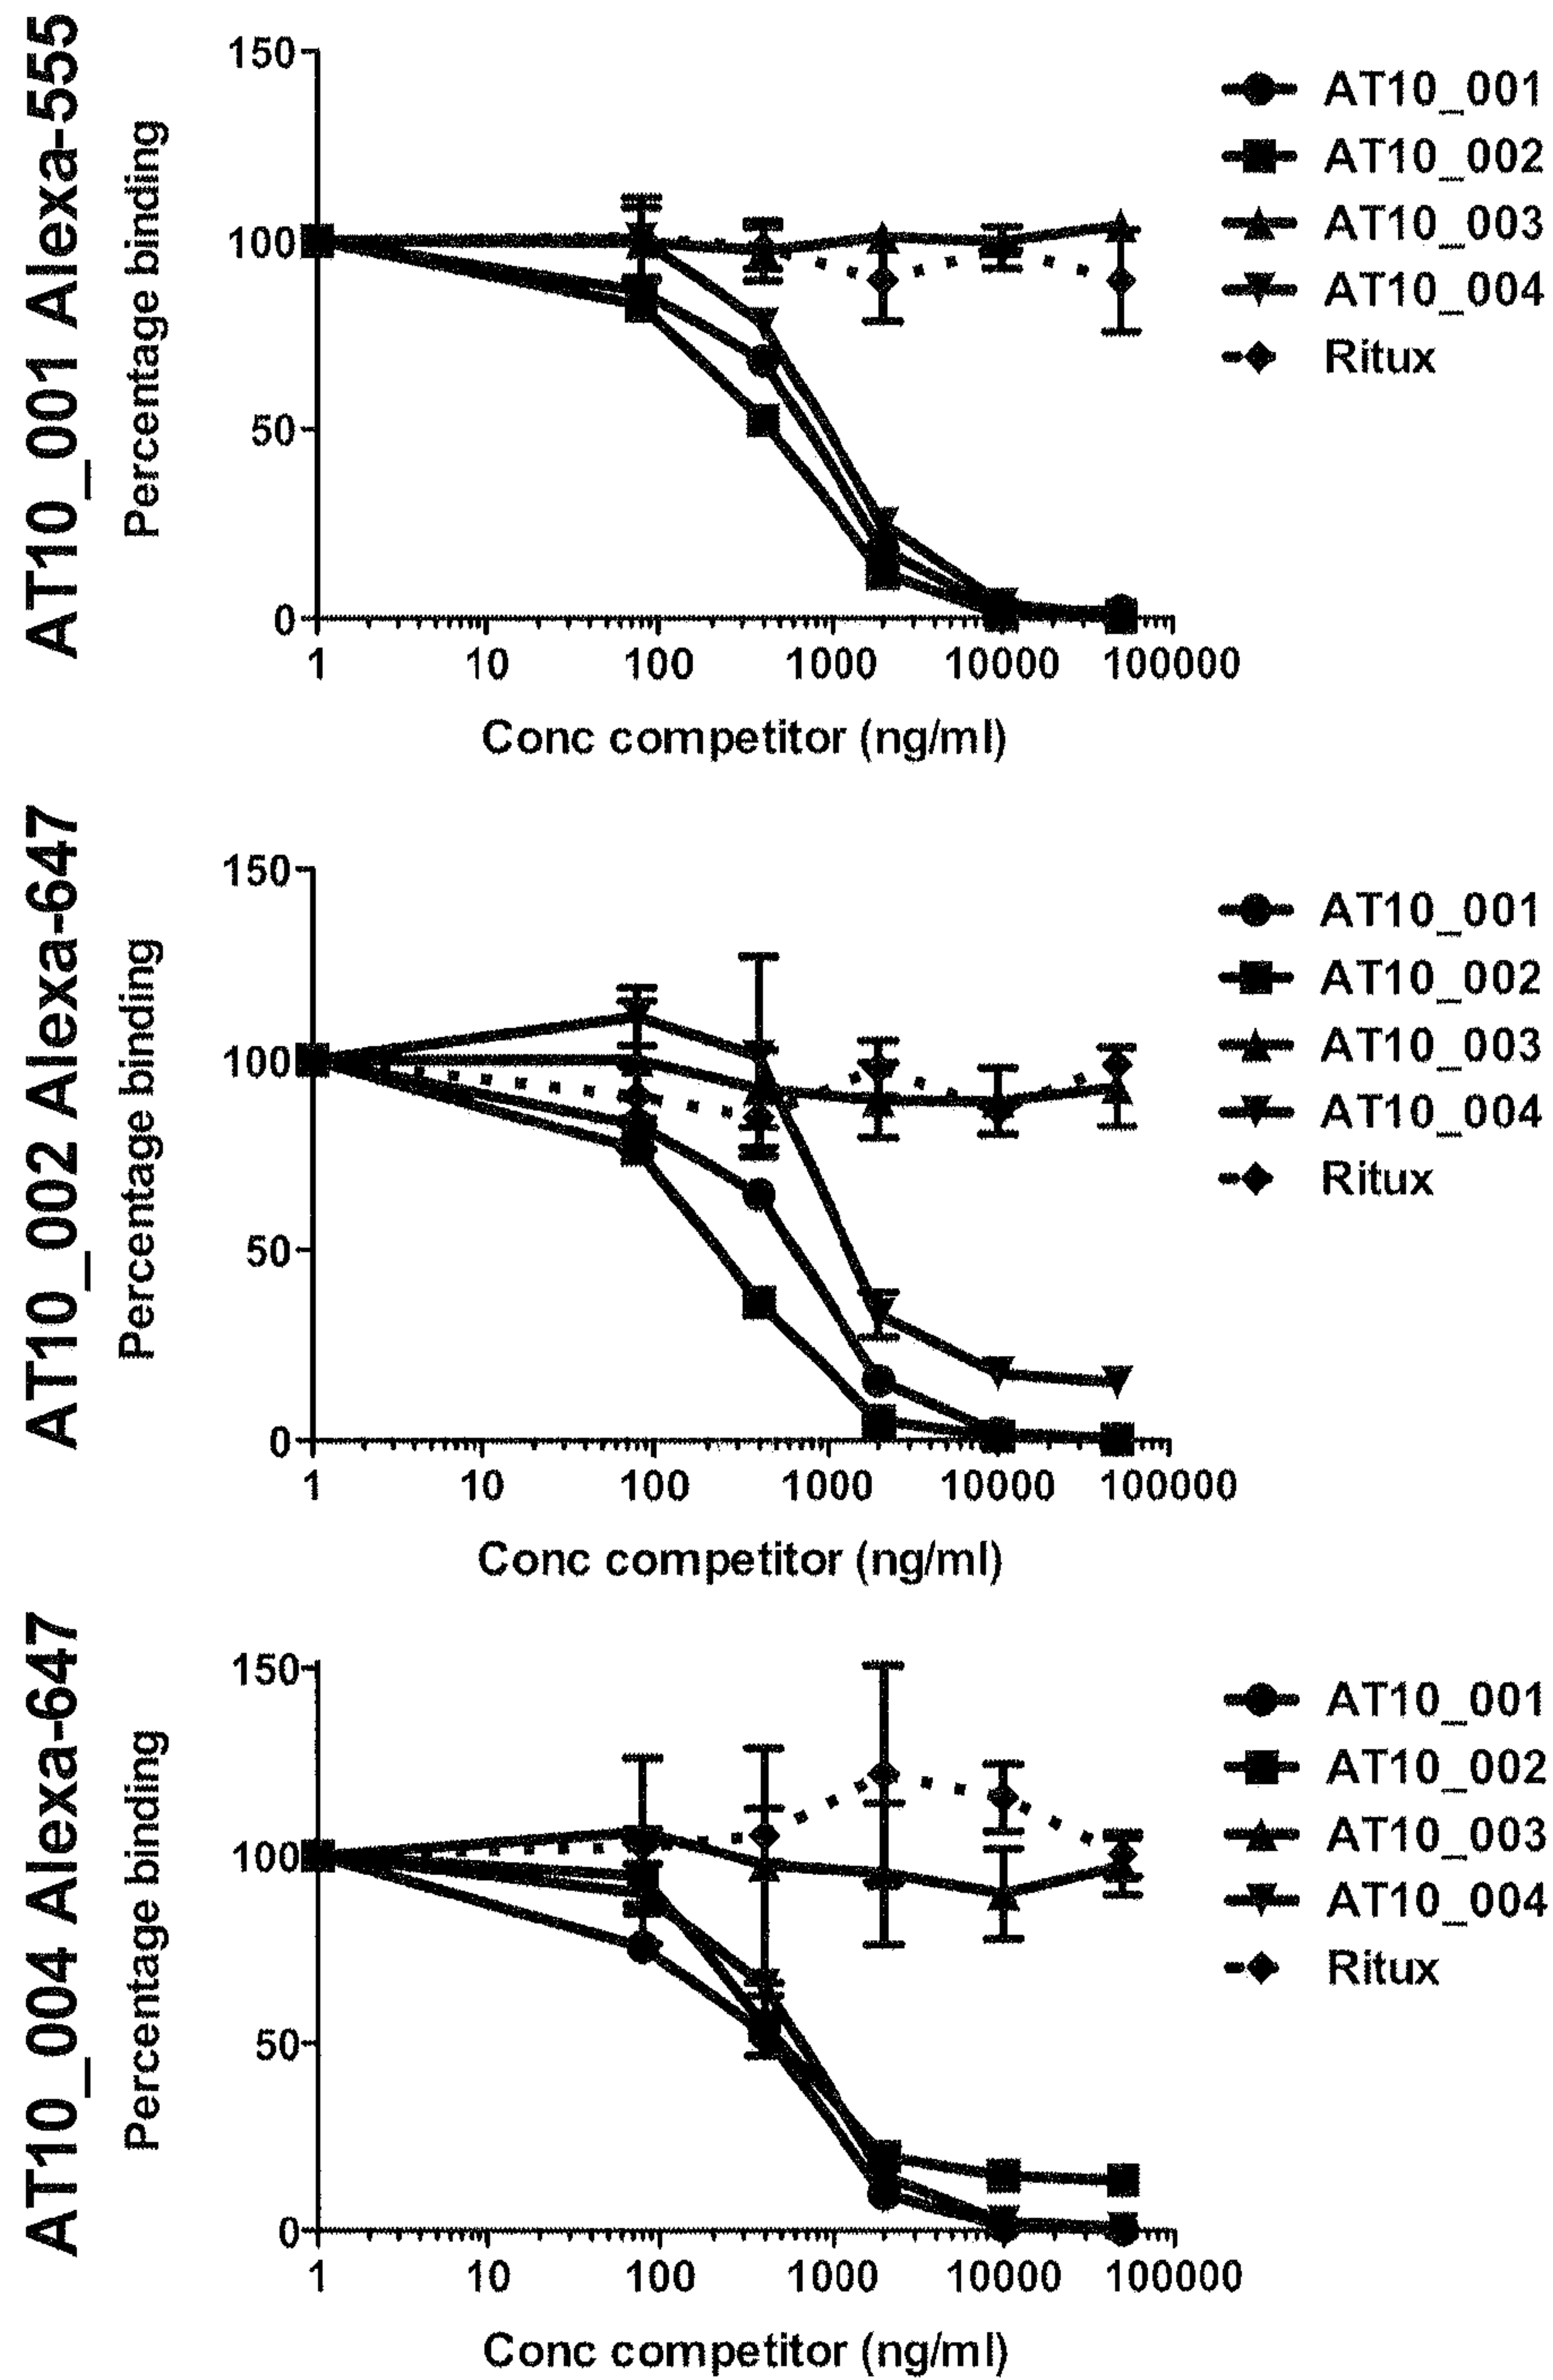 AT10_001 Alexa-555
Percentage binding
150
100
50
0
1 10 100 1000 10000 100000
Conc competitor (ng/ml)
AT10_001
AT10_002
AT10_003
AT10_004
Ritux
AT10_002 Alexa-647
Percentage binding
150
100
50
0
1 10 100 1000 10000 100000
Conc competitor (ng/ml)
AT10_001
AT10_002
AT10_003
AT10_004
Ritux
AT10_004 Alexa-647
Percentage binding
150
100
50
0
1 10 100 1000 10000 100000
Conc competitor (ng/ml)
AT10_001
AT10_002
AT10_003
AT10_004
Ritux